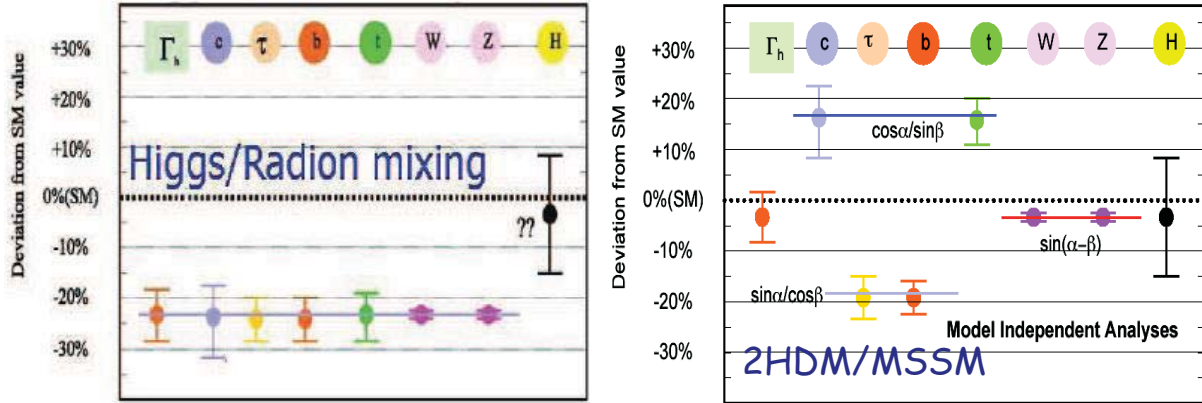 Γh c τ b t W Z H
+30%
+20%
+10%
0%(SM)
-10%
-20%
-30%
Deviation from SM value
Higgs/Radion mixing
??
Γh c τ b t W Z H
+30%
+20%
+10%
0%(SM)
-10%
-20%
-30%
Deviation from SM value
cosα/sinβ
sin(α-β)
sinα/cosβ
Model Independent Analyses
2HDM/MSSM